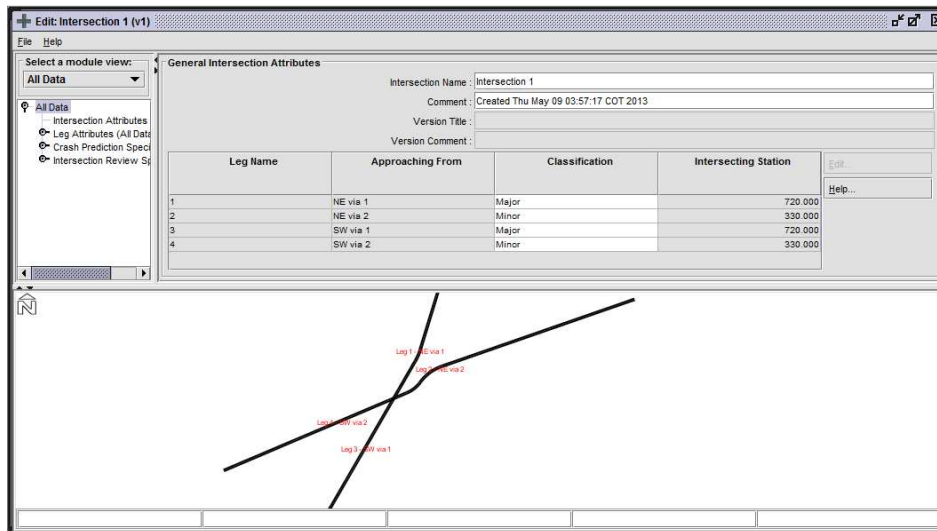 Edit: Intersection 1 (v1)
File Help
Select a module view:
All Data
All Data
Intersection Attributes
Leg Attributes (All Data
Crash Prediction Speci
Intersection Review Sp
General Intersection Attributes
Intersection Name : Intersection 1
Comment : Created Thu May 09 03:57:17 COT 2013
Version Title :
Version Comment :
Leg Name Approaching From Classification Intersecting Station
1 NE via 1 Major 720.000
2 NE via 2 Minor 330.000
3 SW via 1 Major 720.000
4 SW via 2 Minor 330.000
Edit...
Help...
N
Leg 1 - NE via 1
Leg 2 - NE via 2
Leg 4 - SW via 2
Leg 3 - SW via 1